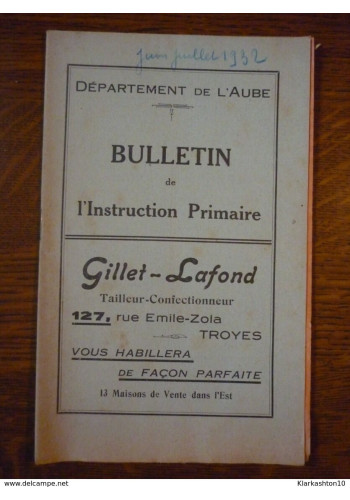 Juin juillet 1932
DÉPARTEMENT DE L'AUBE
BULLETIN
de
l'Instruction Primaire
Gillet-Lafond
Tailleur-Confectionneur
127, rue Emile-Zola
TROYES
VOUS HABILLERA
DE FAÇON PARFAITE
13 Maisons de Vente dans l'Est
https://www.delcampe.net
Klarkashton10